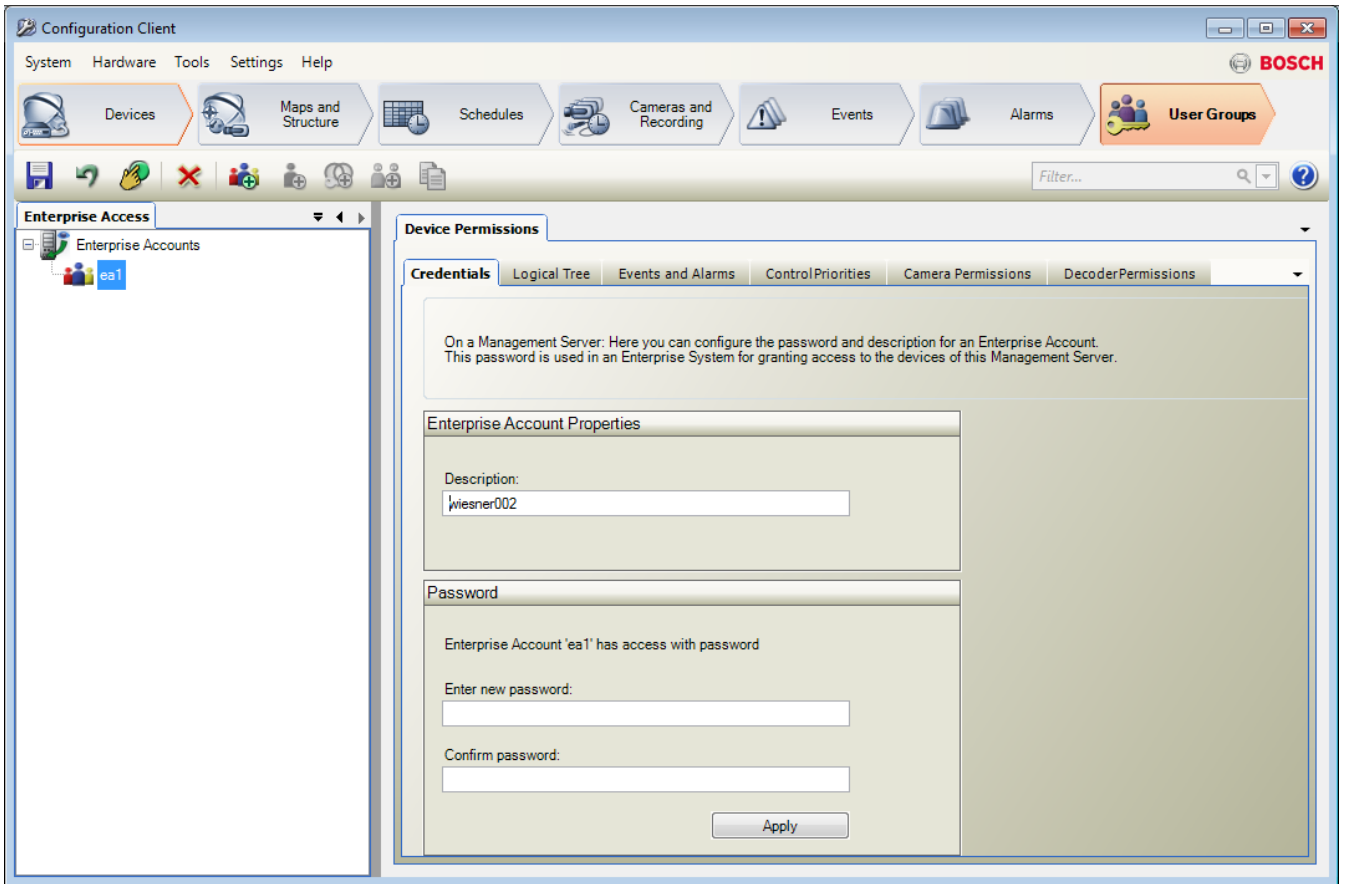 Configuration Client
System Hardware Tools Settings Help
BOSCH
Devices
Maps and
Structure
Schedules
Cameras and
Recording
Events
Alarms
User Groups
Filter...
Enterprise Access
Enterprise Accounts
ea1
Device Permissions
Credentials Logical Tree Events and Alarms ControlPriorities Camera Permissions DecoderPermissions
On a Management Server: Here you can configure the password and description for an Enterprise Account.
This password is used in an Enterprise System for granting access to the devices of this Management Server.
Enterprise Account Properties
Description:
wiesner002
Password
Enterprise Account 'ea1' has access with password
Enter new password:
Confirm password:
Apply